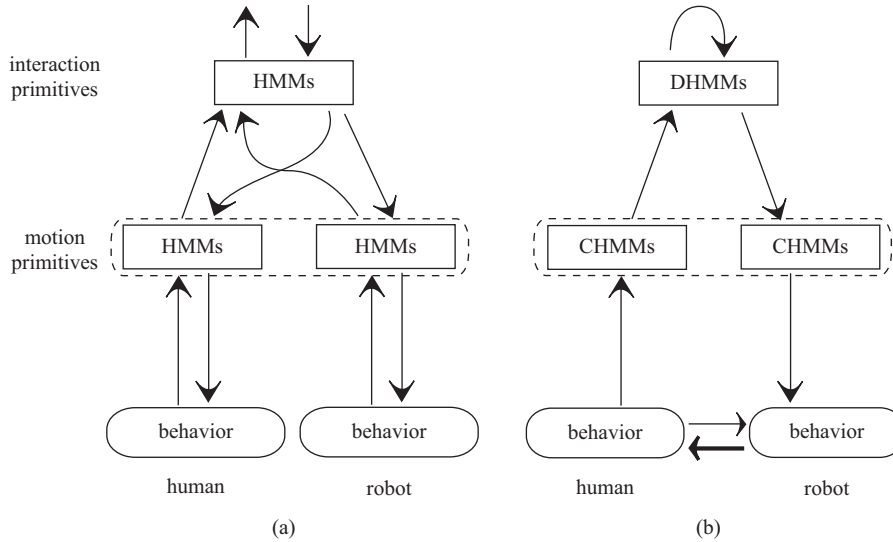 interaction
primitives
HMMs
DHMMs
motion
primitives
HMMs
HMMs
CHMMs
CHMMs
behavior
behavior
behavior
behavior
human
robot
human
robot
(a)
(b)